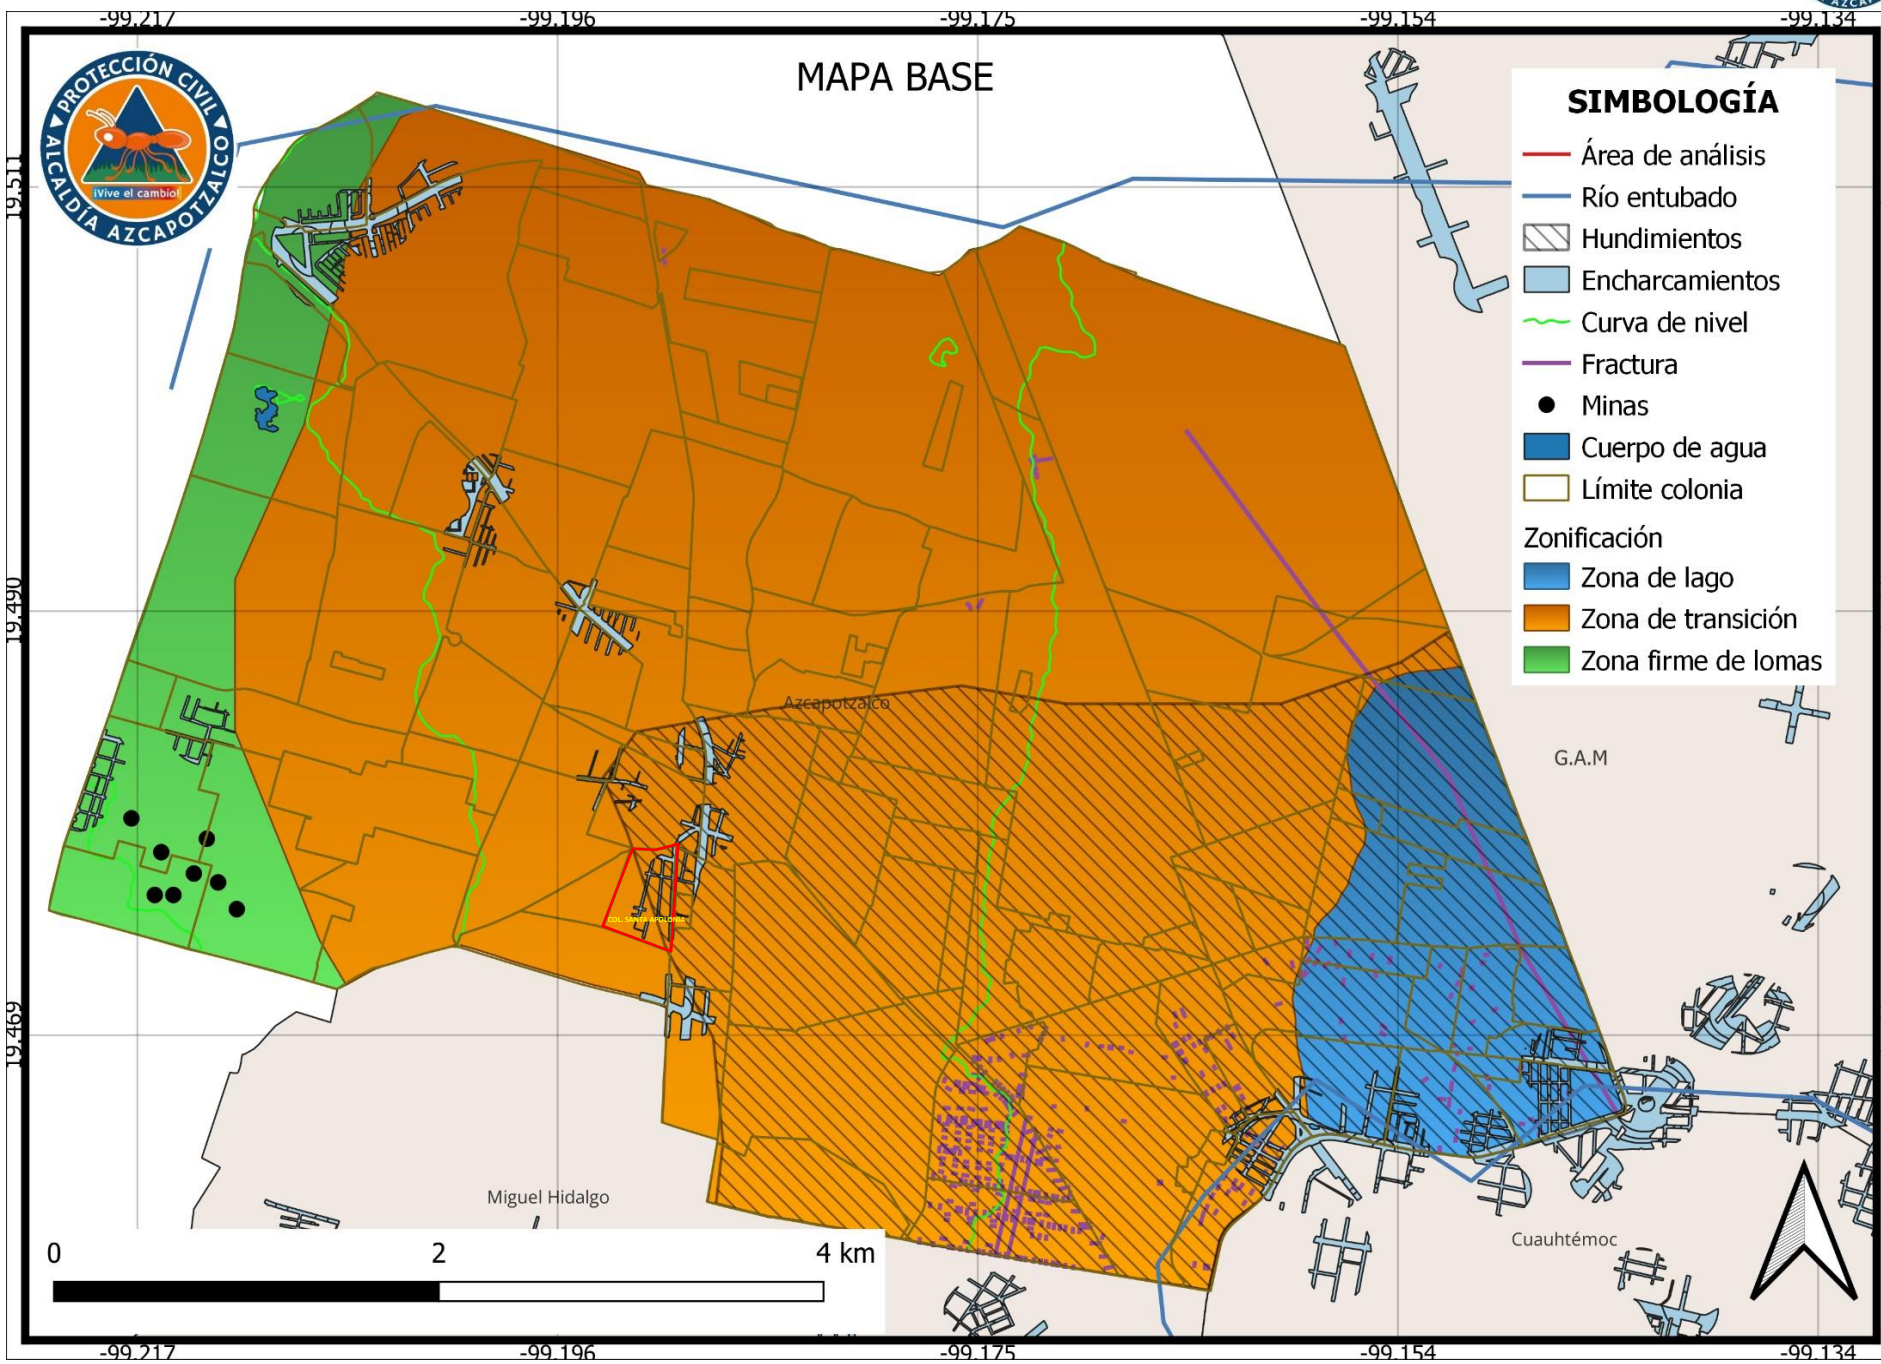 -99.217 -99.196 -99.175 -99.154 -99.134
MAPA BASE
PROTECCIÓN CIVIL
¡Vive el cambio!
ALCALDÍA AZCAPOTZALCO
19.511
19.490
19.469
SIMBOLOGÍA
Área de análisis
Río entubado
Hundimientos
Encharcamientos
Curva de nivel
Fractura
Minas
Cuerpo de agua
Límite colonia
Zonificación
Zona de lago
Zona de transición
Zona firme de lomas
Azcapotzalco
G.A.M
COL. SANTA APOLONIA
Miguel Hidalgo
Cuauhtémoc
0 2 4 km
-99.217 -99.196 -99.175 -99.154 -99.134